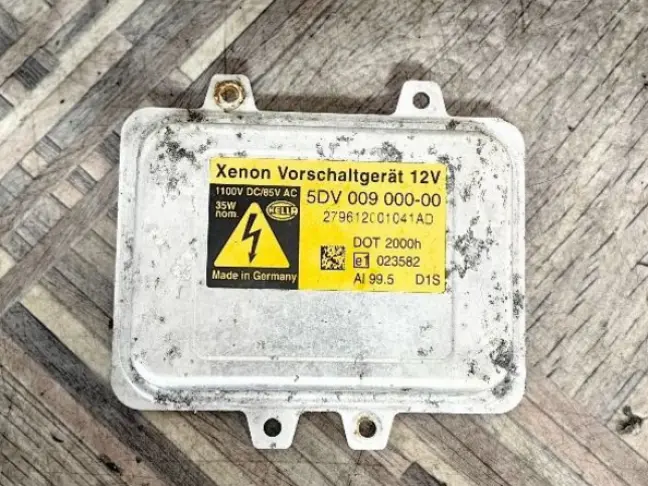 Xenon Vorschaltgerät 12V
1100V DC/85V AC
35W
nom.
HELLA
5DV 009 000-00
279612001041AD
DOT 2000h
e1 023582
Made in Germany
Al 99.5 D1S